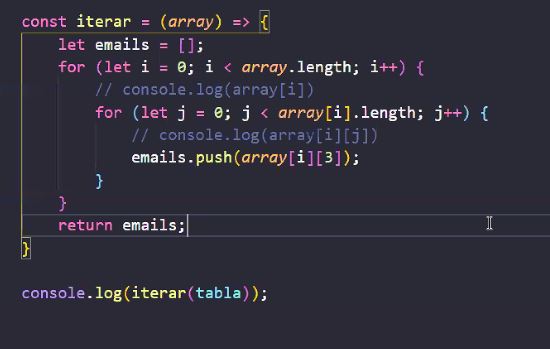 const iterar = (array) => {
let emails = [];
for (let i = 0; i < array.length; i++) {
// console.log(array[i])
for (let j = 0; j < array[i].length; j++) {
// console.log(array[i][j])
emails.push(array[i][3]);
}
}
return emails;
}
console.log(iterar(tabla));